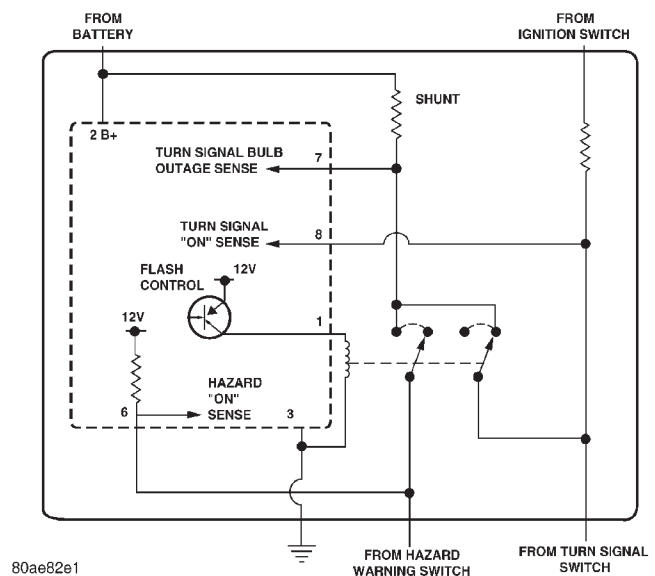 FROM
BATTERY
FROM
IGNITION SWITCH
SHUNT
2 B+
TURN SIGNAL BULB
OUTAGE SENSE
7
TURN SIGNAL
"ON" SENSE
8
FLASH
CONTROL
12V
1
12V
HAZARD
"ON"
SENSE
6
3
FROM HAZARD
WARNING SWITCH
FROM TURN SIGNAL
SWITCH
80ae82e1